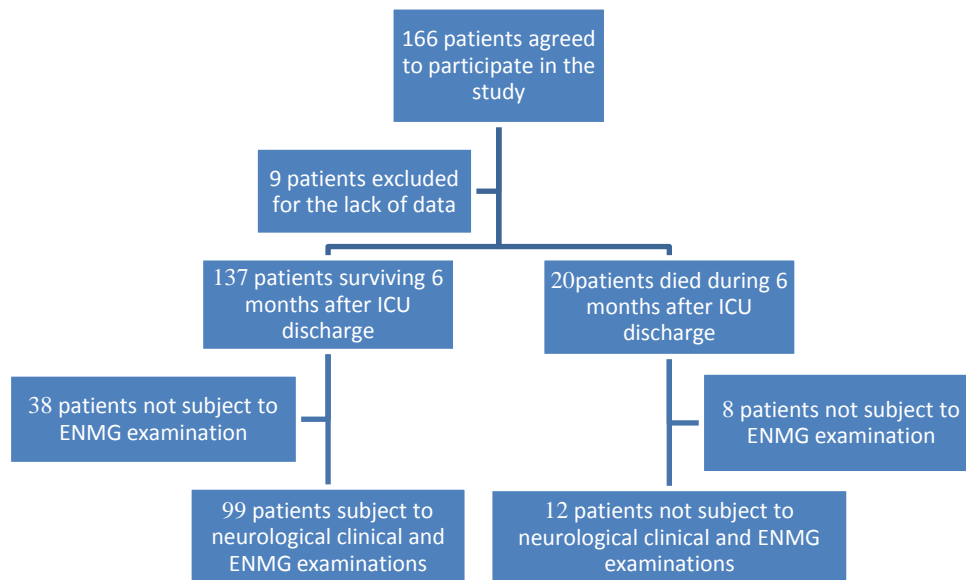 166 patients agreed
to participate in the
study
9 patients excluded
for the lack of data
137 patients surviving 6
months after ICU
discharge
20patients died during 6
months after ICU
discharge
38 patients not subject to
ENMG examination
8 patients not subject to
ENMG examination
99 patients subject to
neurological clinical and
ENMG examinations
12 patients not subject to
neurological clinical and ENMG
examinations